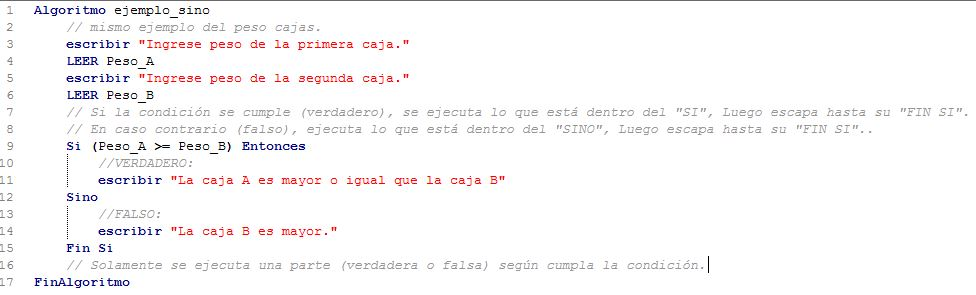 1 Algoritmo ejemplo_sino
2 // mismo ejemplo del peso cajas.
3 escribir "Ingrese peso de la primera caja."
4 LEER Peso_A
5 escribir "Ingrese peso de la segunda caja."
6 LEER Peso_B
7 // Si la condición se cumple (verdadero), se ejecuta lo que está dentro del "SI", Luego escapa hasta su "FIN SI".
8 // En caso contrario (falso), ejecuta lo que está dentro del "SINO", Luego escapa hasta su "FIN SI"..
9 Si (Peso_A >= Peso_B) Entonces
10 //VERDADERO:
11 escribir "La caja A es mayor o igual que la caja B"
12 Sino
13 //FALSO:
14 escribir "La caja B es mayor."
15 Fin Si
16 // Solamente se ejecuta una parte (verdadera o falsa) según cumpla la condición.
17 FinAlgoritmo